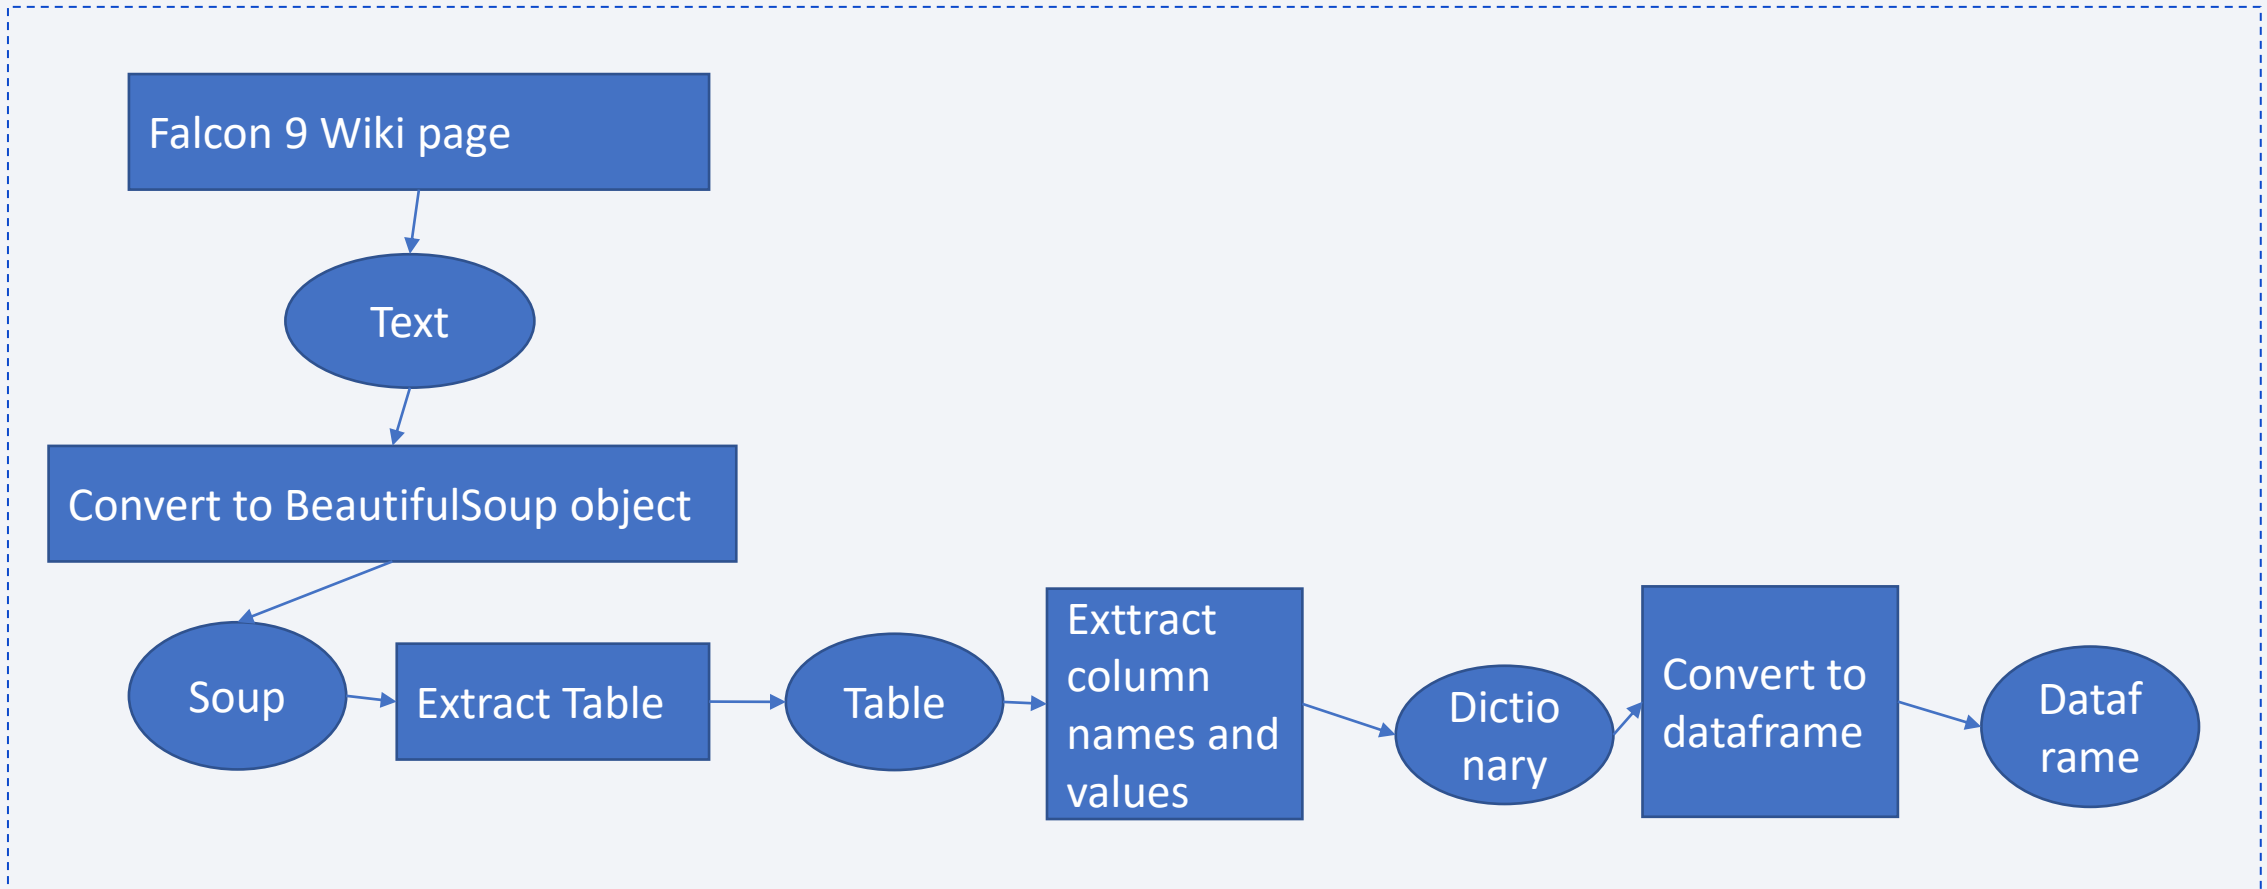 Falcon 9 Wiki page
Text
Convert to BeautifulSoup object
Soup
Extract Table
Table
Exttract
column
names and
values
Dictio
nary
Convert to
dataframe
Dataf
rame